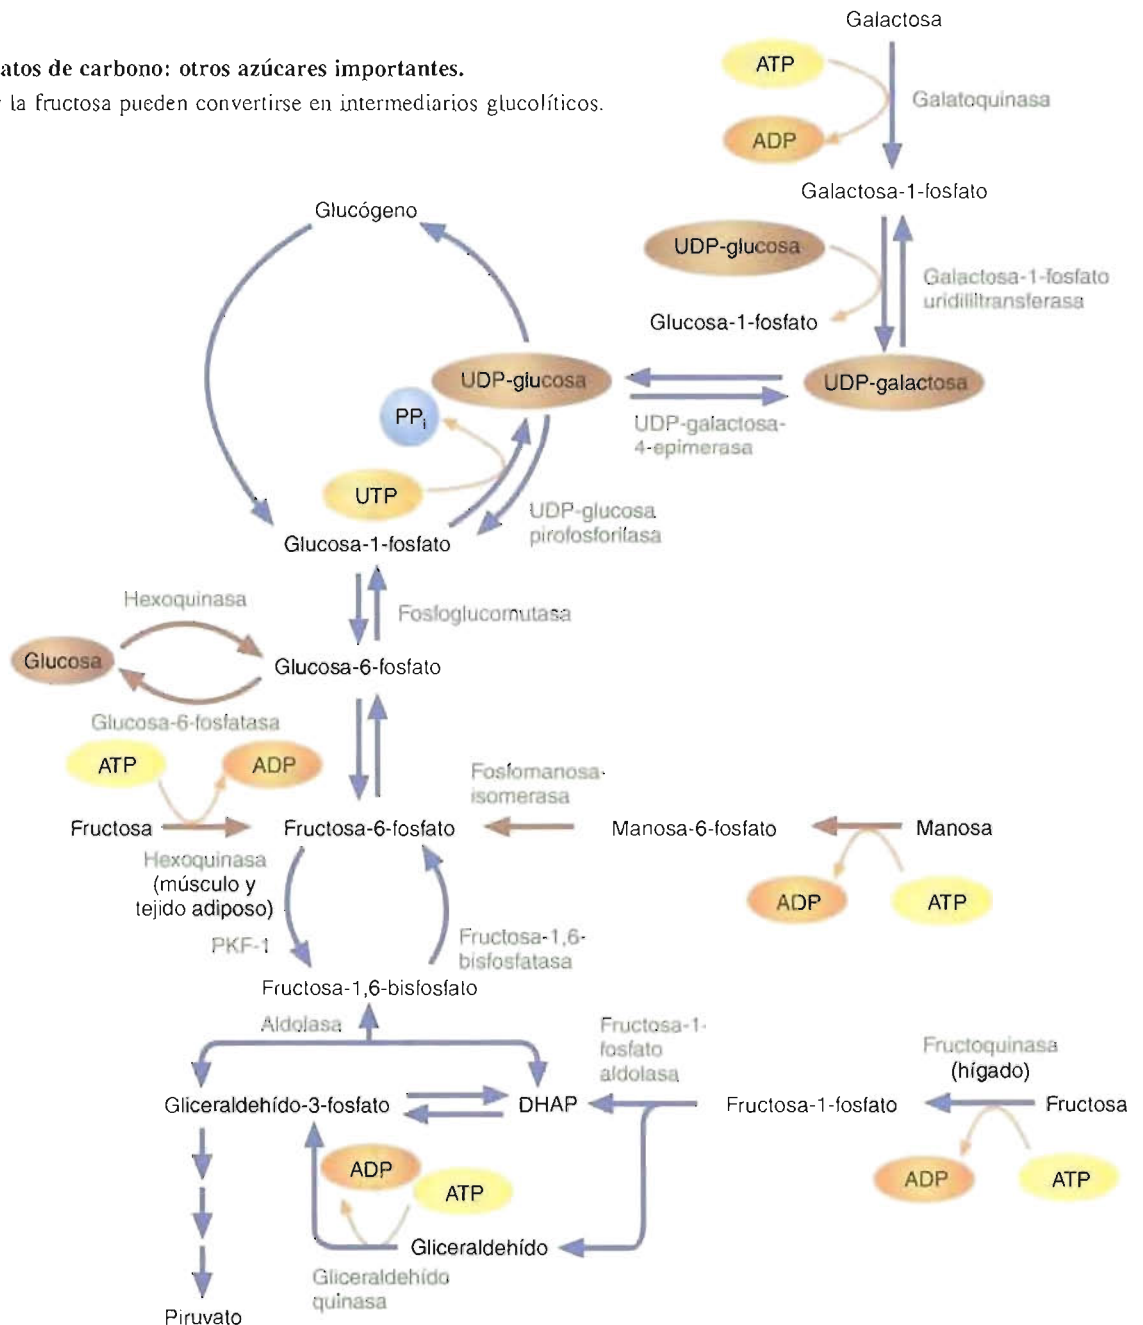 atos de carbono: otros azúcares importantes.
la fructosa pueden convertirse en intermediarios glucolíticos.
Galactosa
ATP
Galatoquinasa
ADP
Galactosa-1-fosfato
Glucógeno
UDP-glucosa
Galactosa-1-fosfato
uridililtransferasa
Glucosa-1-fosfato
UDP-glucosa
UDP-galactosa
PPi
UDP-galactosa-
4-epimerasa
UTP
UDP-glucosa
pirofosforilasa
Glucosa-1-fosfato
Hexoquinasa
Fosfoglucomutasa
Glucosa
Glucosa-6-fosfato
Glucosa-6-fosfatasa
ATP
ADP
Fosfomanosa-
isomerasa
Fructosa
Fructosa-6-fosfato
Manosa-6-fosfato
Manosa
Hexoquinasa
(músculo y
tejido adiposo)
ADP
ATP
PKF-1
Fructosa-1,6-
bisfosfatasa
Fructosa-1,6-bisfosfato
Aldolasa
Fructosa-1-
fosfato
aldolasa
Fructoquinasa
(hígado)
Gliceraldehído-3-fosfato
DHAP
Fructosa-1-fosfato
Fructosa
ADP
ATP
ADP
ATP
Gliceraldehído
Gliceraldehído
quinasa
Piruvato